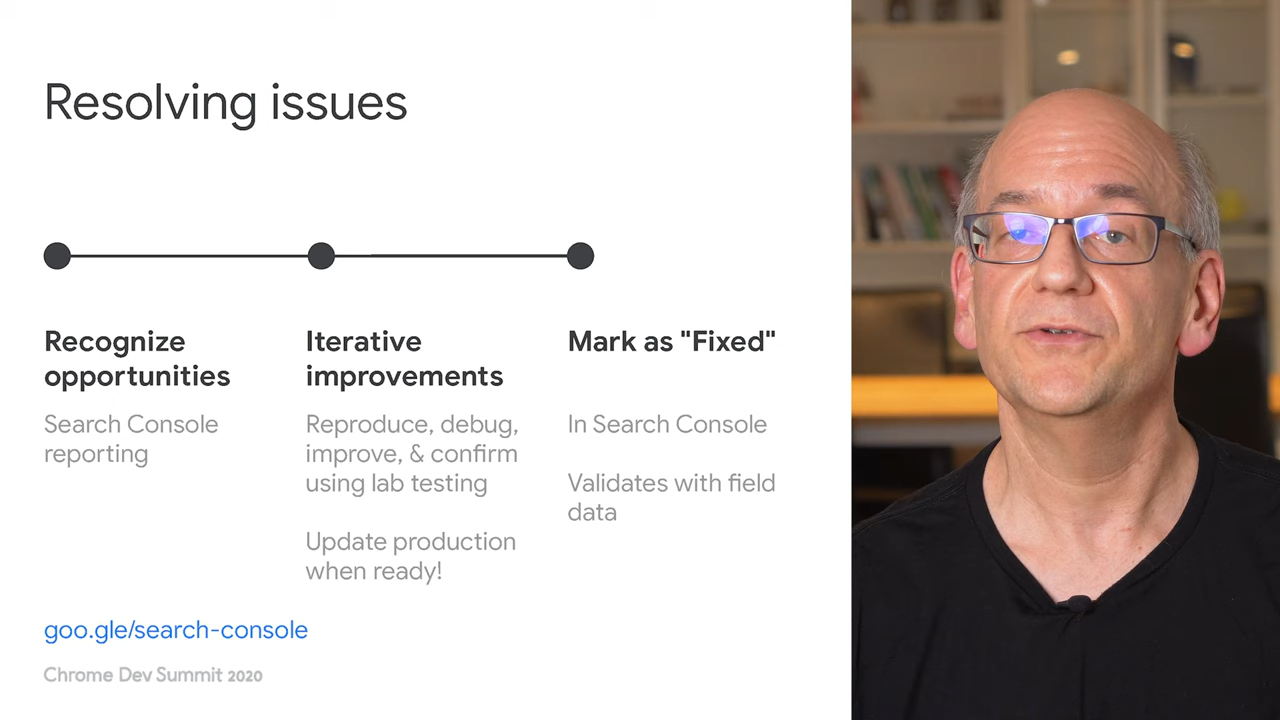 Resolving issues
Recognize
opportunities
Search Console
reporting
Iterative
improvements
Reproduce, debug,
improve, & confirm
using lab testing
Update production
when ready!
Mark as "Fixed"
In Search Console
Validates with field
data
goo.gle/search-console
Chrome Dev Summit 2020